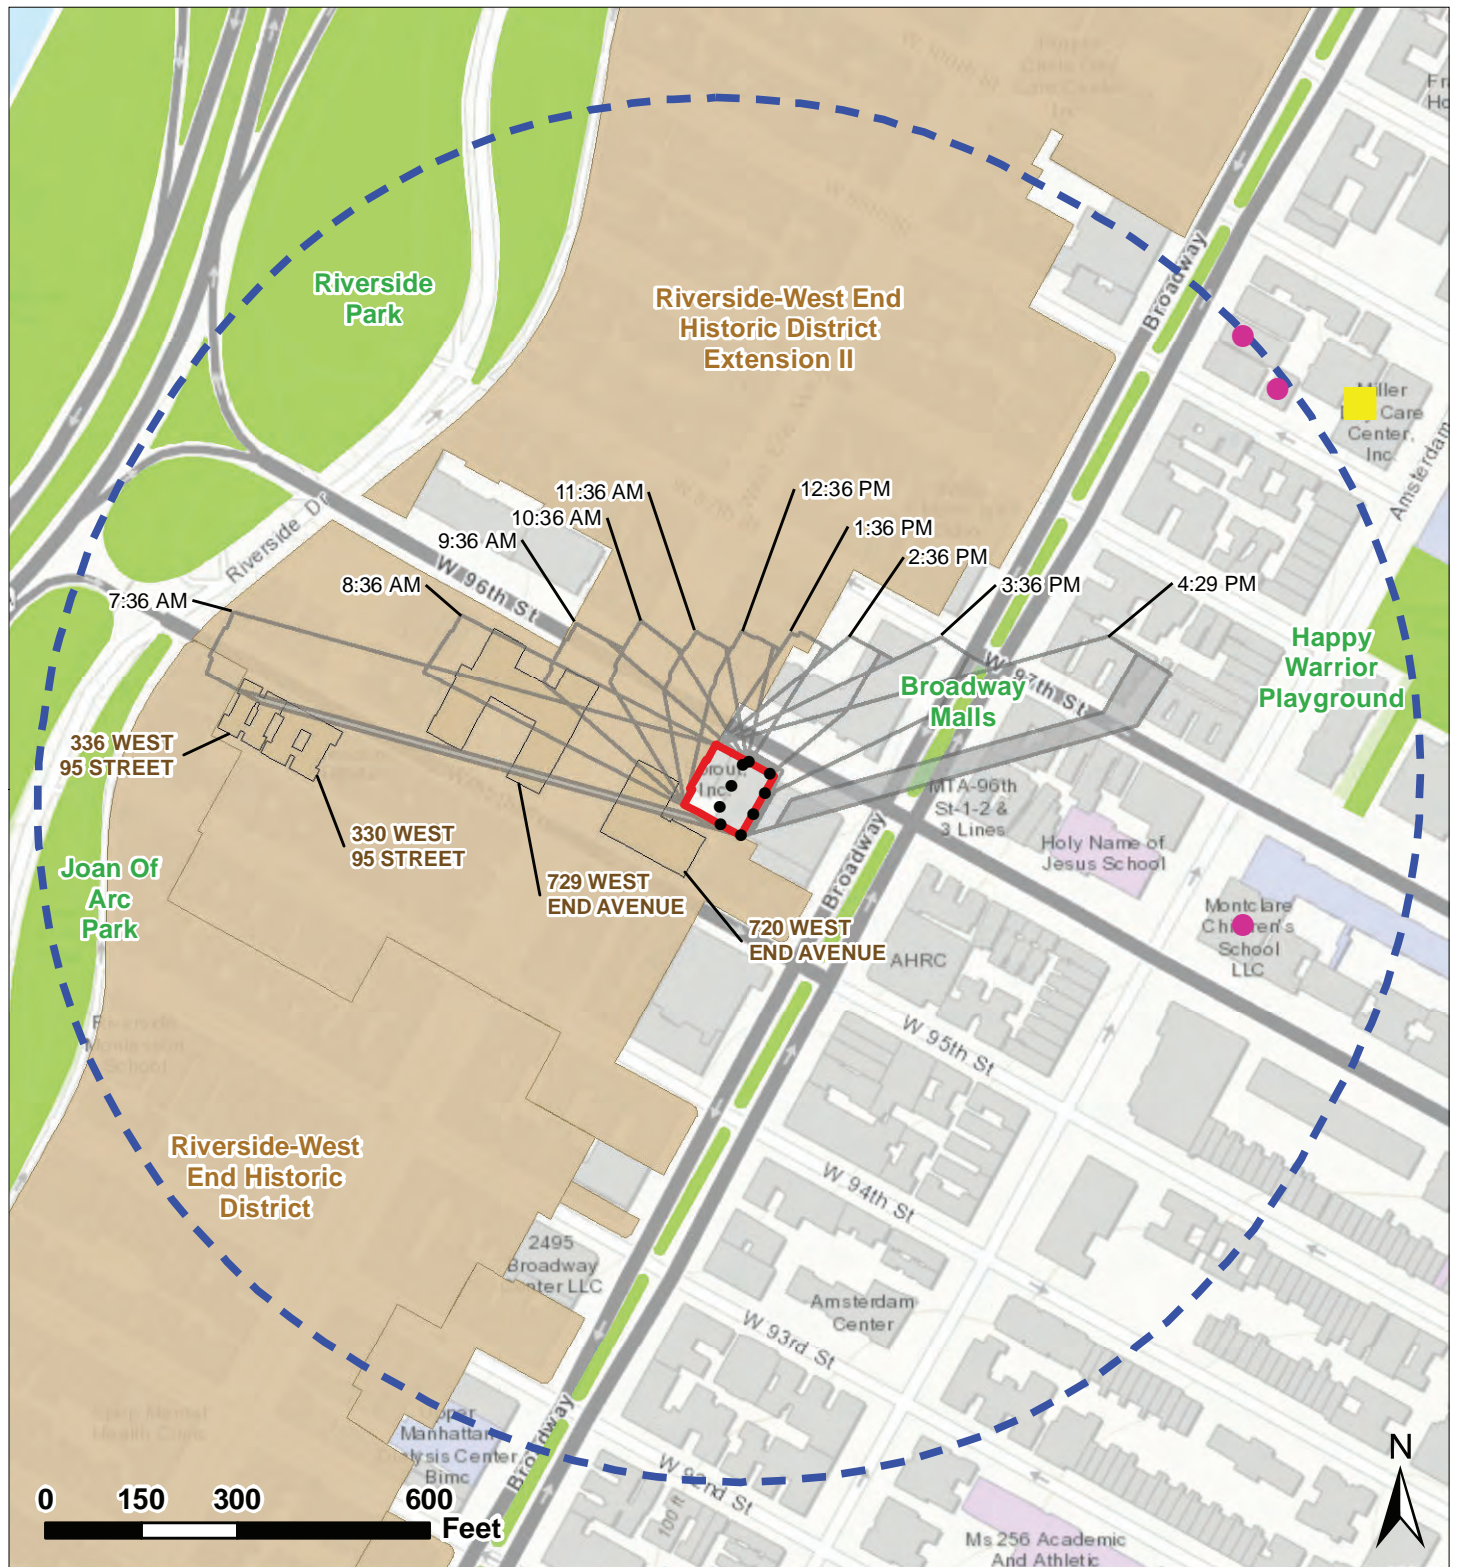 Riverside
Park
Riverside-West End
Historic District
Extension II
Broadway
Miller
Care
Center,
Inc.
Amsterdam
Riverside Dr
W 96th St
7:36 AM
8:36 AM
9:36 AM
10:36 AM
11:36 AM
12:36 PM
1:36 PM
2:36 PM
3:36 PM
4:29 PM
W 97th St
Happy
Warrior
Playground
Broadway
Malls
Inc.
MTA-96th
St-1-2 &
3 Lines
Holy Name of
Jesus School
336 WEST
95 STREET
330 WEST
95 STREET
729 WEST
END AVENUE
720 WEST
END AVENUE
Joan Of
Arc
Park
Broadway
Montclare
Children's
School
LLC
AHRC
W 95th St
Riverside-West
End Historic
District
W 94th St
2495
Broadway
LLC
Amsterdam
Center
W 93rd St
Manhattan
Center
Bimc
Broadway
W 92nd St
100 ft
Ms 256 Academic
And Athletic
0 150 300 600
Feet
N